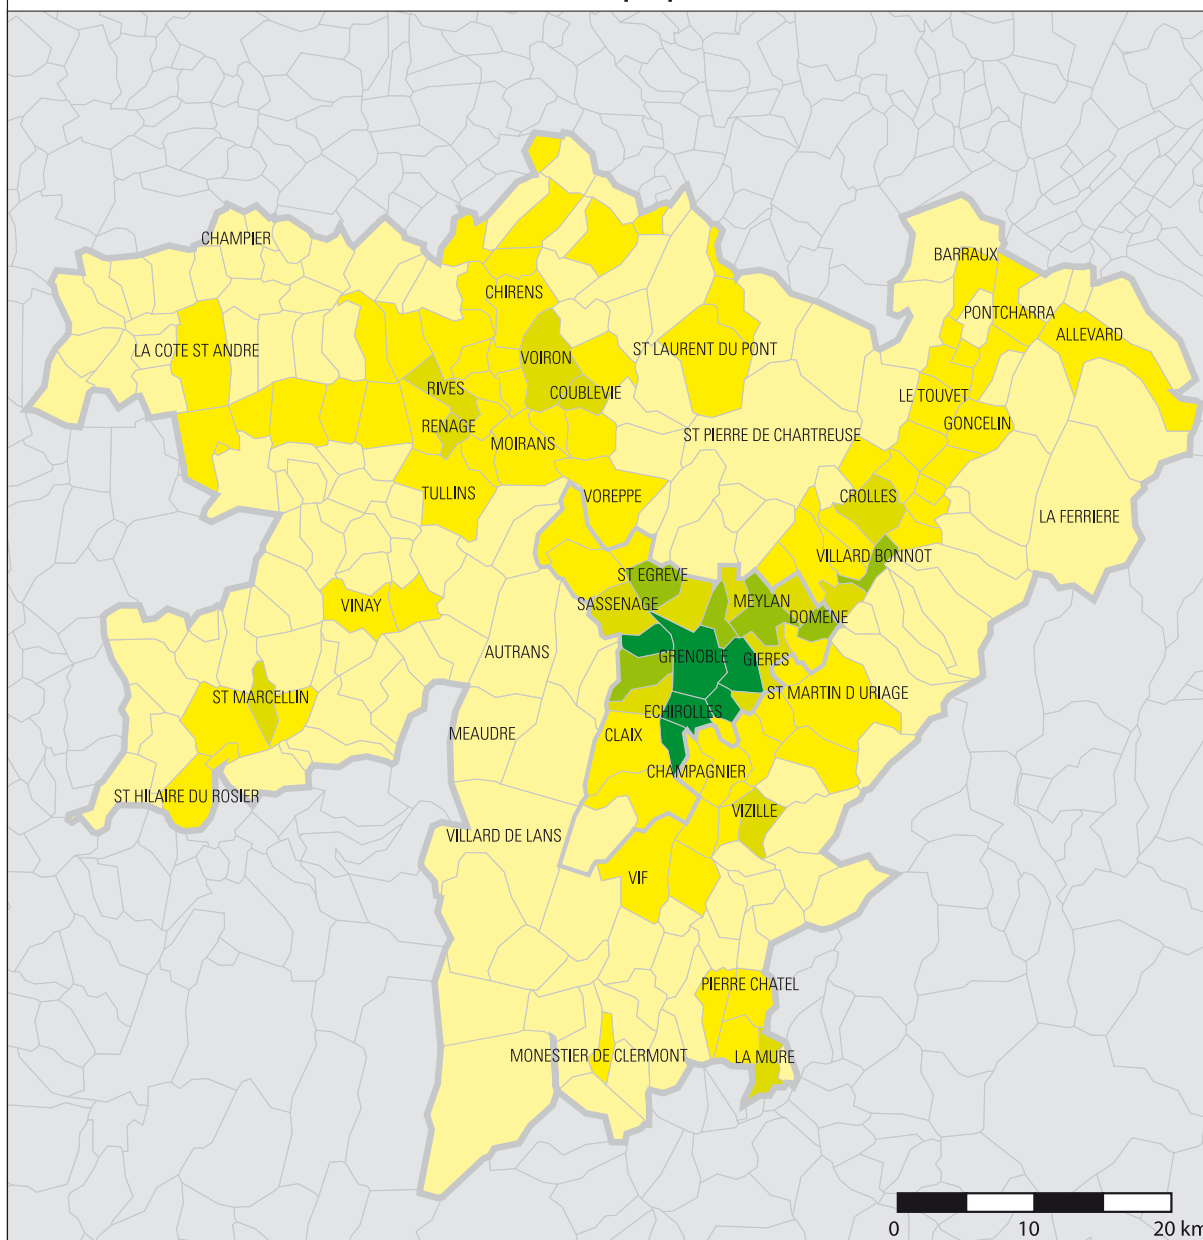 CHAMPIER
BARRAUX
CHIRENS
PONTCHARRA
ALLEVARD
LA COTE ST ANDRE
VOIRON
ST LAURENT DU PONT
RIVES
COUBLEVIE
LE TOUVET
RENAGE
MOIRANS
ST PIERRE DE CHARTREUSE
GONCELIN
TULLINS
VOREPPE
CROLLES
LA FERRIERE
VILLARD BONNOT
ST EGREVE
VINAY
SASSENAGE
MEYLAN
DOMENE
AUTRANS
GRENOBLE
GIERES
ST MARCELLIN
ST MARTIN D URIAGE
ECHIROLLES
MEAUDRE
CLAIX
CHAMPAGNIER
ST HILAIRE DU ROSIER
VIZILLE
VILLARD DE LANS
VIF
PIERRE CHATEL
MONESTIER DE CLERMONT
LA MURE
0 10 20 km